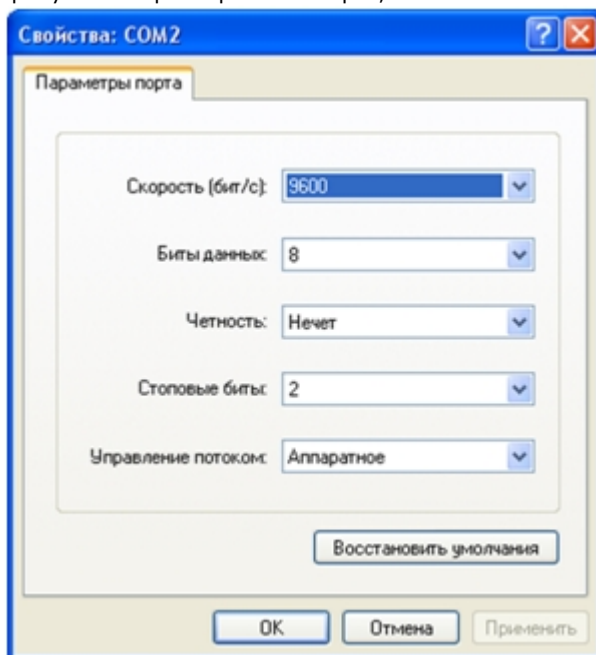 Свойства: COM2
Параметры порта
Скорость (бит/с): 9600
Биты данных: 8
Четность: Нечет
Стоповые биты: 2
Управление потоком: Аппаратное
Восстановить умолчания
OK Отмена Применить